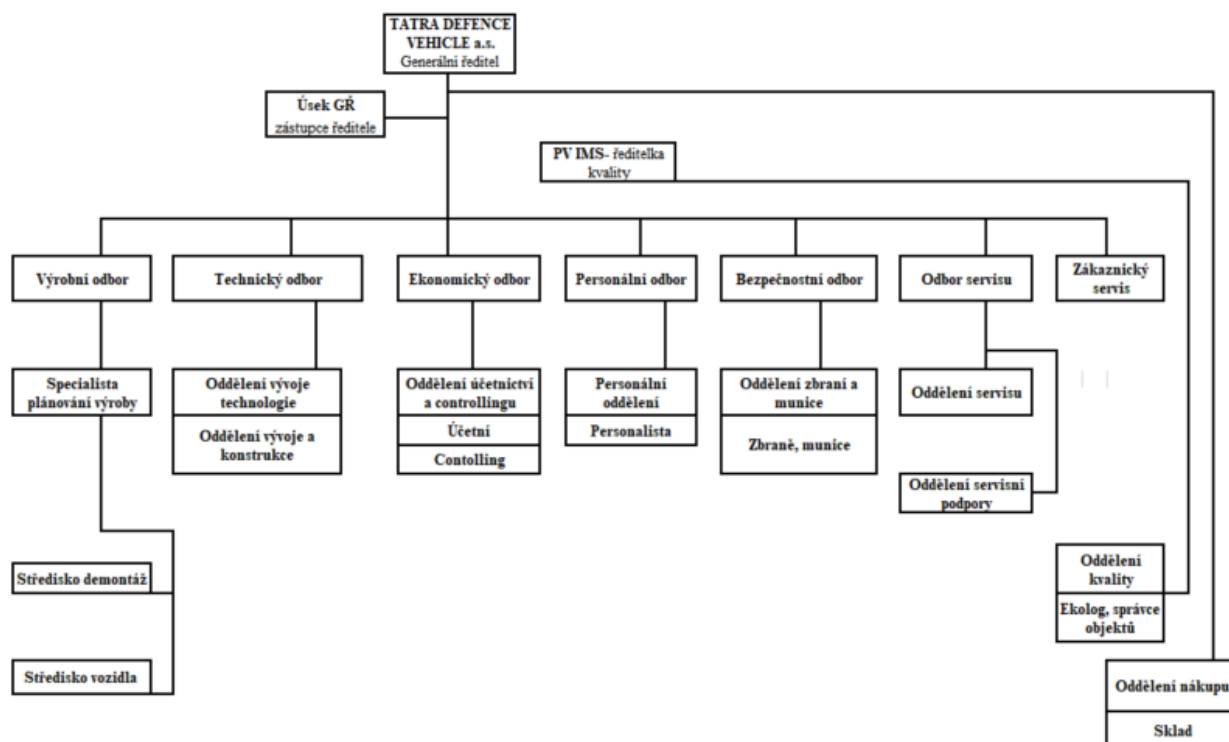 TATRA DEFENCE
VEHICLE a.s.
Generální ředitel
Úsek GŘ
zástupce ředitele
PV IMS- ředitelka
kvality
Výrobní odbor
Technický odbor
Ekonomický odbor
Personální odbor
Bezpečnostní odbor
Odbor servisu
Zákaznický
servis
Specialista
plánování výroby
Oddělení vývoje
technologie
Oddělení vývoje a
konstrukce
Oddělení účetnictví
a controllingu
Účetní
Contolling
Personální
oddělení
Personalista
Oddělení zbraní a
munice
Zbraně, munice
Oddělení servisu
Oddělení servisní
podpory
Středisko demontáž
Středisko vozidla
Oddělení
kvality
Ekolog, správce
objektů
Oddělení nákupu
Sklad